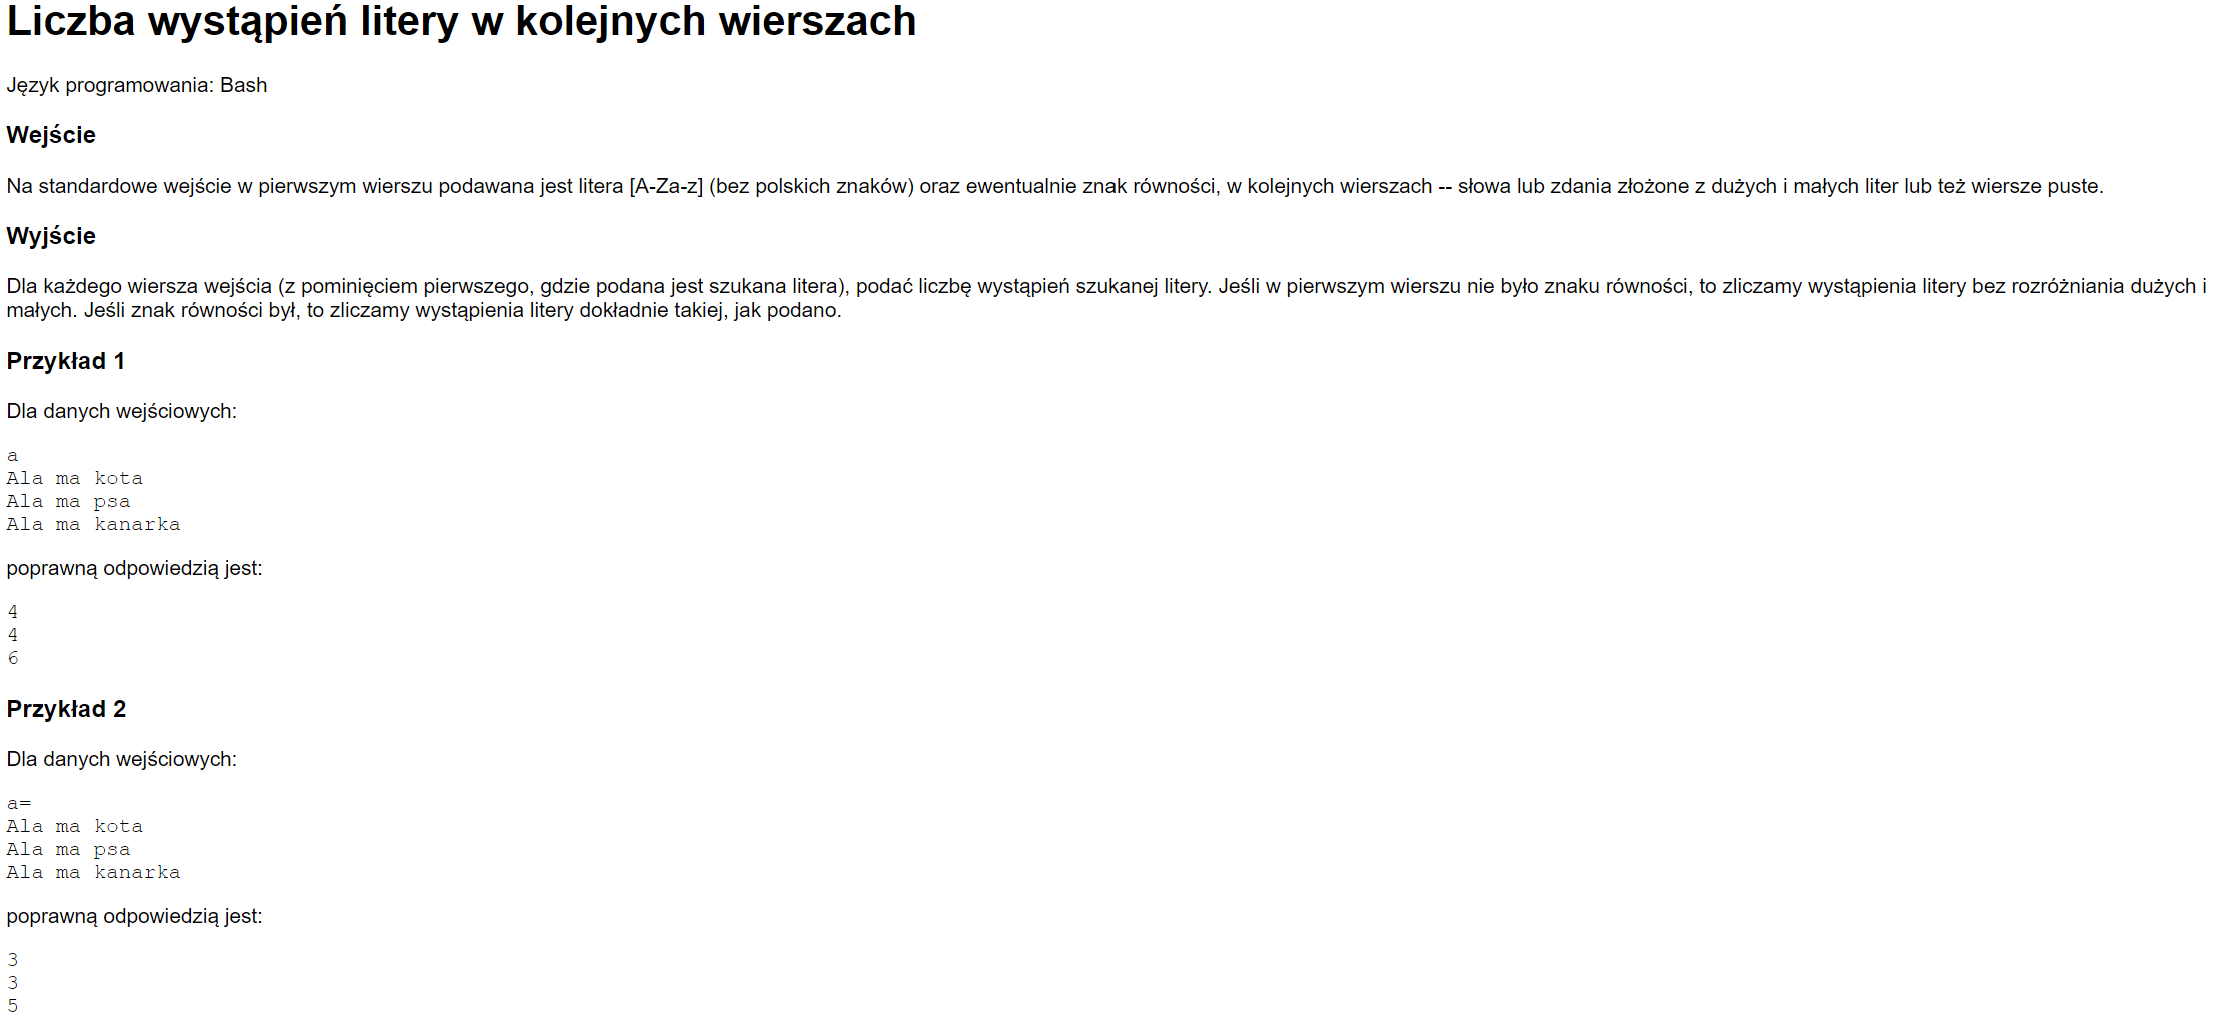 Liczba wystąpień litery w kolejnych wierszach
Język programowania: Bash
Wejście
Na standardowe wejście w pierwszym wierszu podawana jest litera [A-Za-z] (bez polskich znaków) oraz ewentualnie znak równości, w kolejnych wierszach -- słowa lub zdania złożone z dużych i małych liter lub też wiersze puste.
Wyjście
Dla każdego wiersza wejścia (z pominięciem pierwszego, gdzie podana jest szukana litera), podać liczbę wystąpień szukanej litery. Jeśli w pierwszym wierszu nie było znaku równości, to zliczamy wystąpienia litery bez rozróżniania dużych i
małych. Jeśli znak równości był, to zliczamy wystąpienia litery dokładnie takiej, jak podano.
Przykład 1
Dla danych wejściowych:
a
Ala ma kota
Ala ma psa
Ala ma kanarka
poprawną odpowiedzią jest:
4
4
6
Przykład 2
Dla danych wejściowych:
a=
Ala ma kota
Ala ma psa
Ala ma kanarka
poprawną odpowiedzią jest:
3
3
5